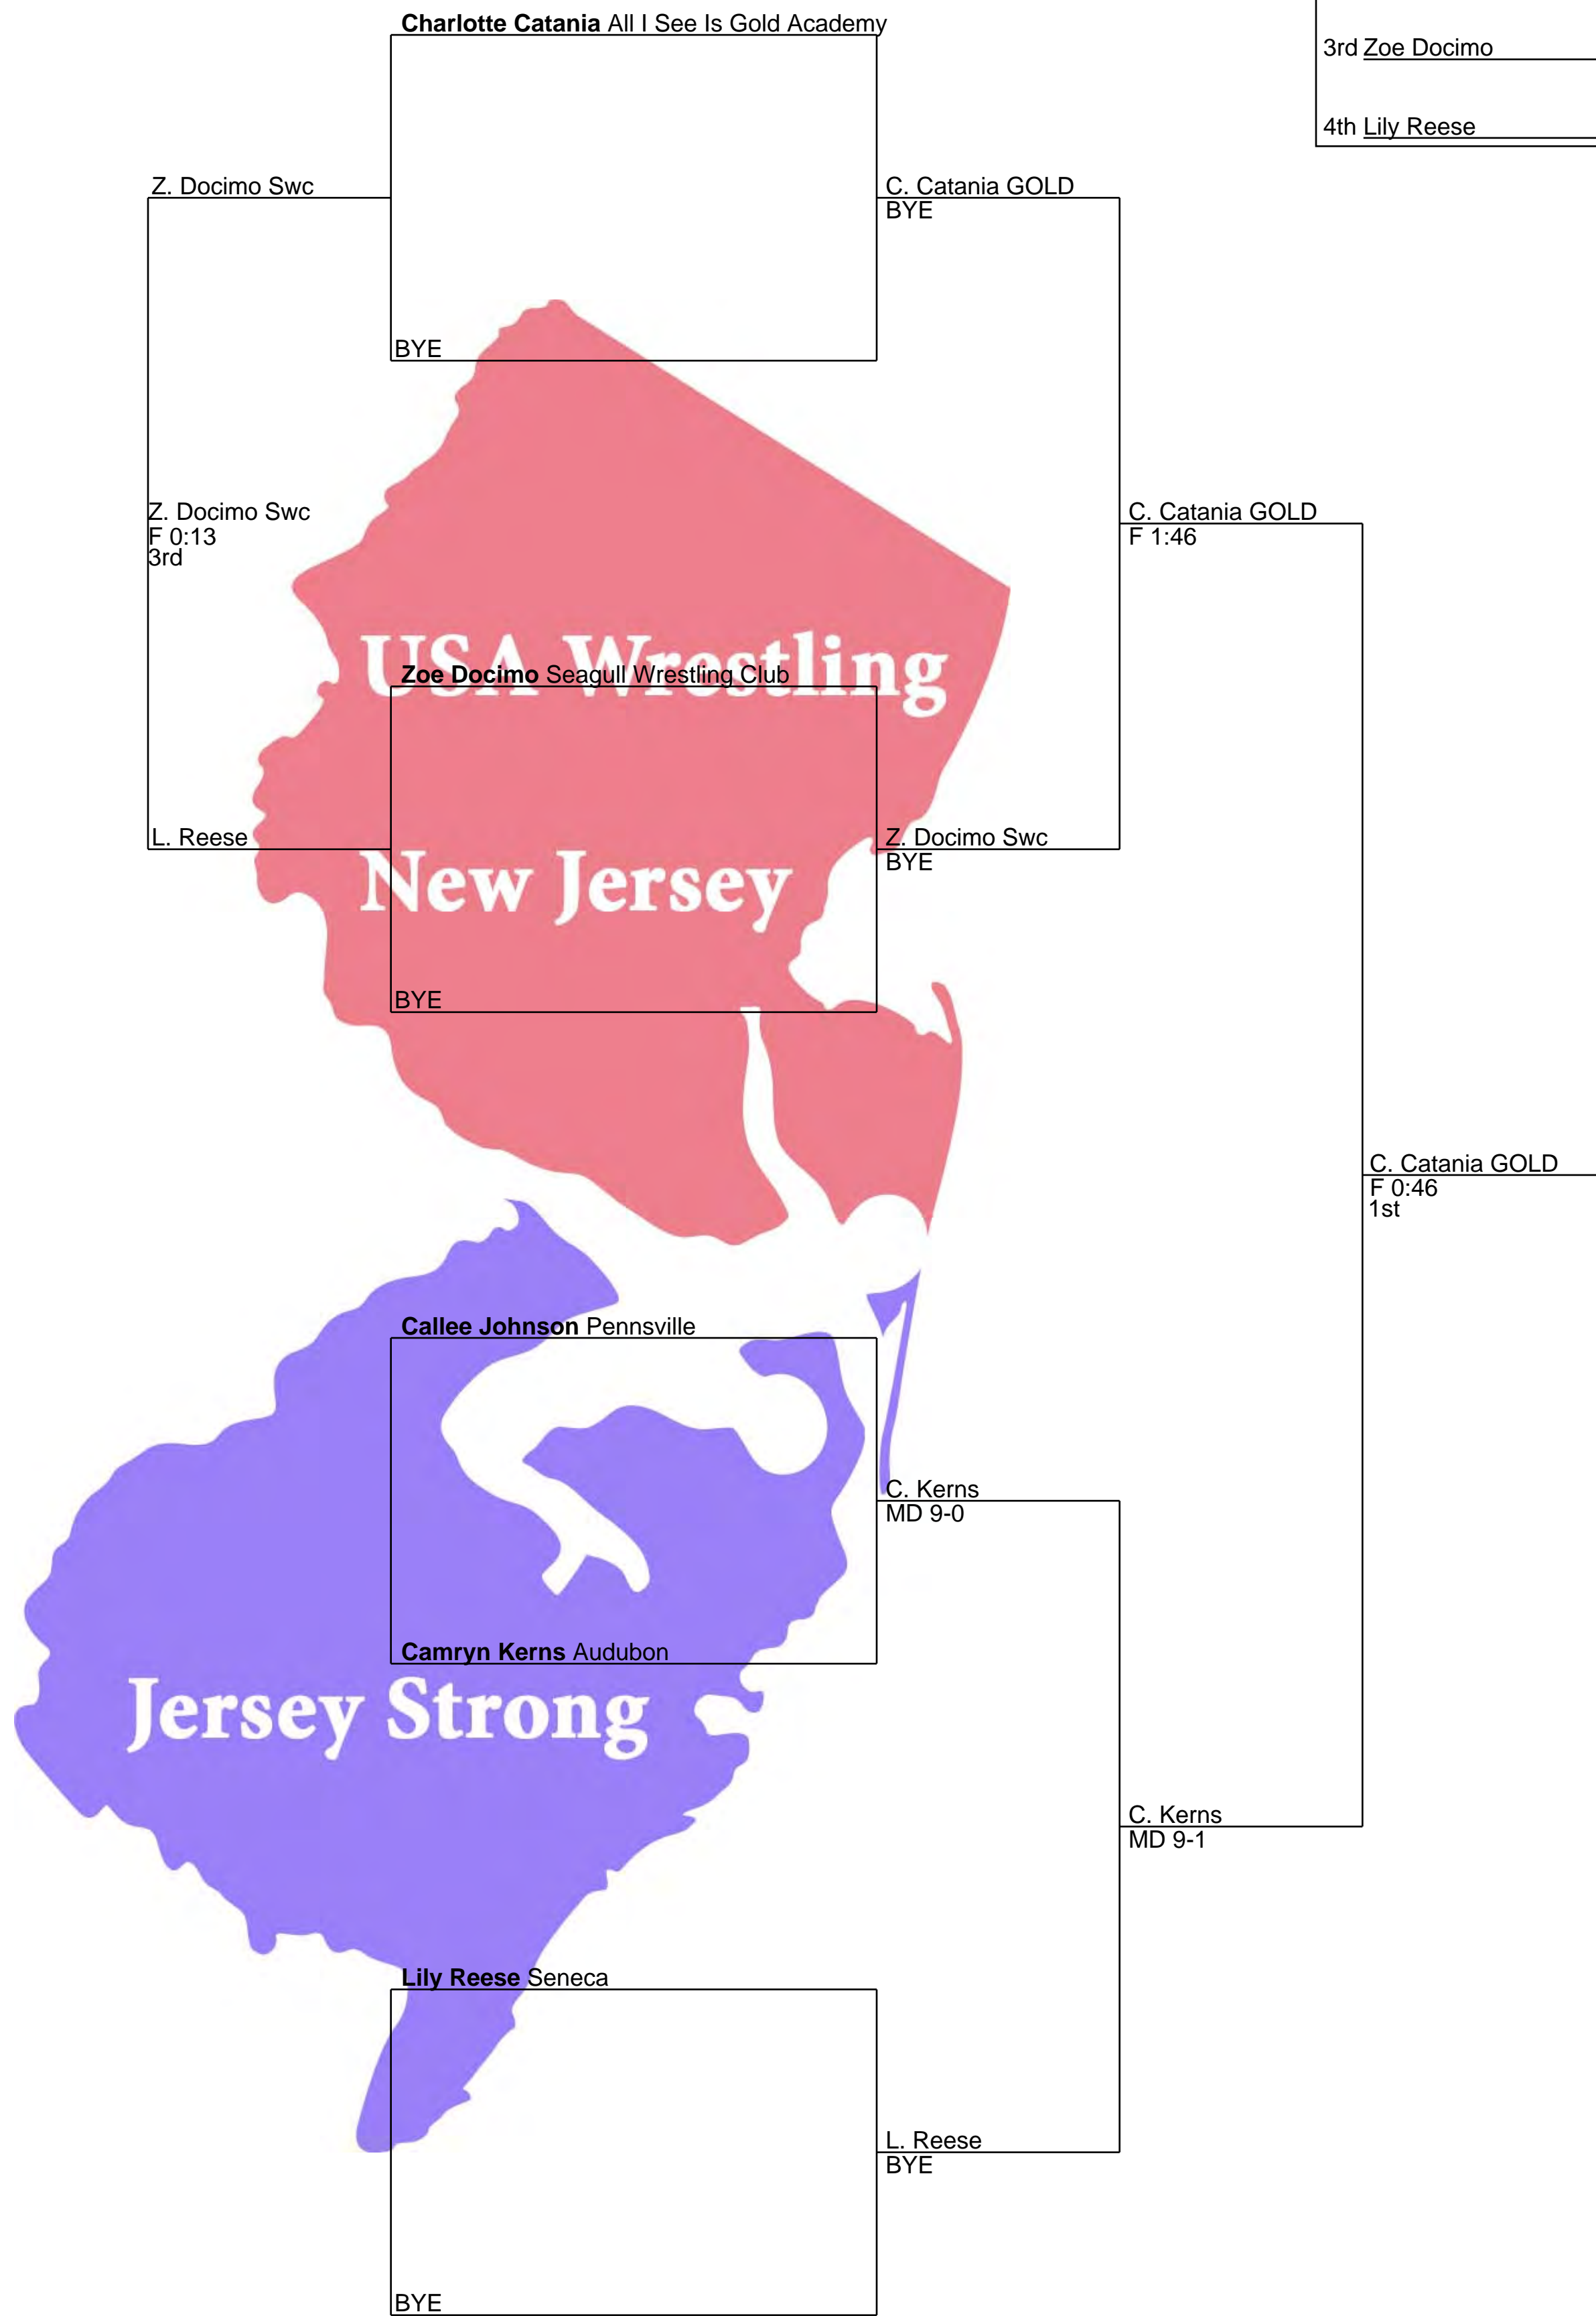 Charlotte Catania All I See Is Gold Academy
3rd Zoe Docimo
4th Lily Reese
Z. Docimo Swc
C. Catania GOLD
BYE
BYE
Z. Docimo Swc
F 0:13
3rd
C. Catania GOLD
F 1:46
USA Wrestling
Zoe Docimo Seagull Wrestling Club
L. Reese
Z. Docimo Swc
BYE
New Jersey
BYE
C. Catania GOLD
F 0:46
1st
Callee Johnson Pennsville
C. Kerns
MD 9-0
Camryn Kerns Audubon
Jersey Strong
C. Kerns
MD 9-1
Lily Reese Seneca
L. Reese
BYE
BYE